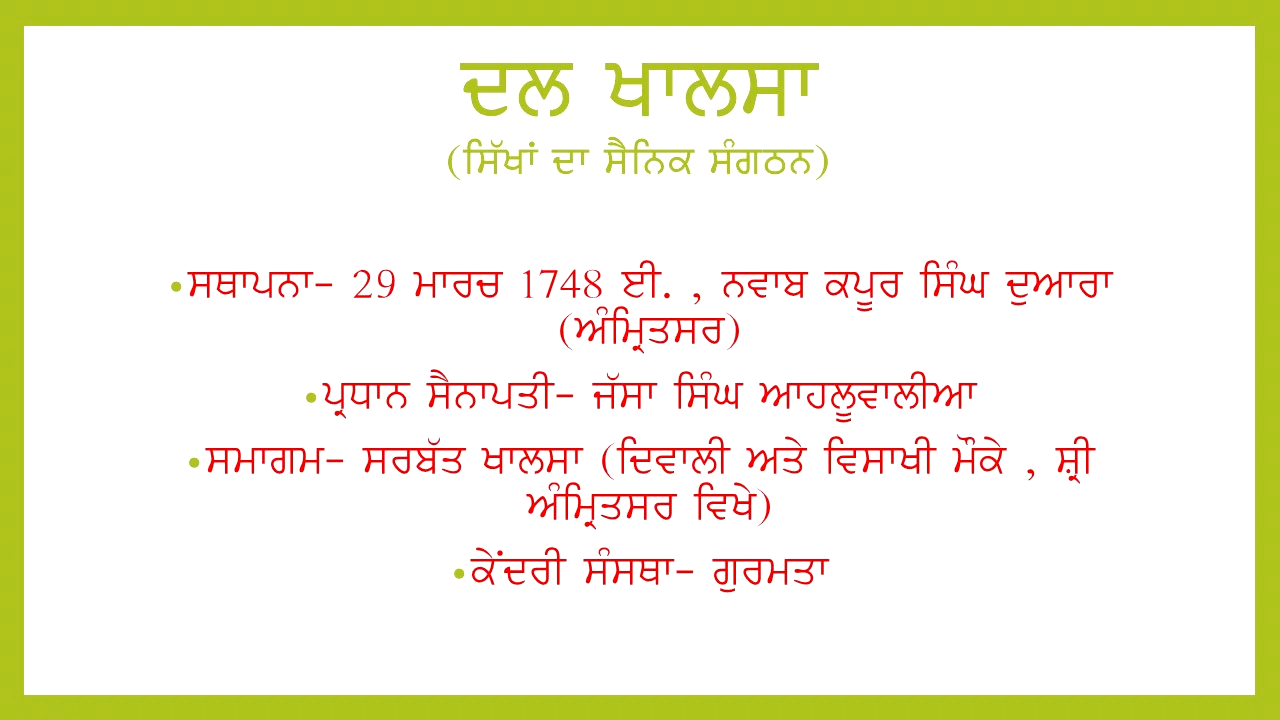 ਦਲ ਖਾਲਸਾ
(ਸਿੱਖਾਂ ਦਾ ਸੈਨਿਕ ਸੰਗਠਨ)
•ਸਥਾਪਨਾ- 29 ਮਾਰਚ 1748 ਈ. , ਨਵਾਬ ਕਪੂਰ ਸਿੰਘ ਦੁਆਰਾ
(ਅੰਮ੍ਰਿਤਸਰ)
•ਪ੍ਰਧਾਨ ਸੈਨਾਪਤੀ- ਜੱਸਾ ਸਿੰਘ ਆਹਲੂਵਾਲੀਆ
•ਸਮਾਗਮ- ਸਰਬੱਤ ਖਾਲਸਾ (ਦਿਵਾਲੀ ਅਤੇ ਵਿਸਾਖੀ ਮੌਕੇ , ਸ਼੍ਰੀ
ਅੰਮ੍ਰਿਤਸਰ ਵਿਖੇ)
•ਕੇਂਦਰੀ ਸੰਸਥਾ- ਗੁਰਮਤਾ